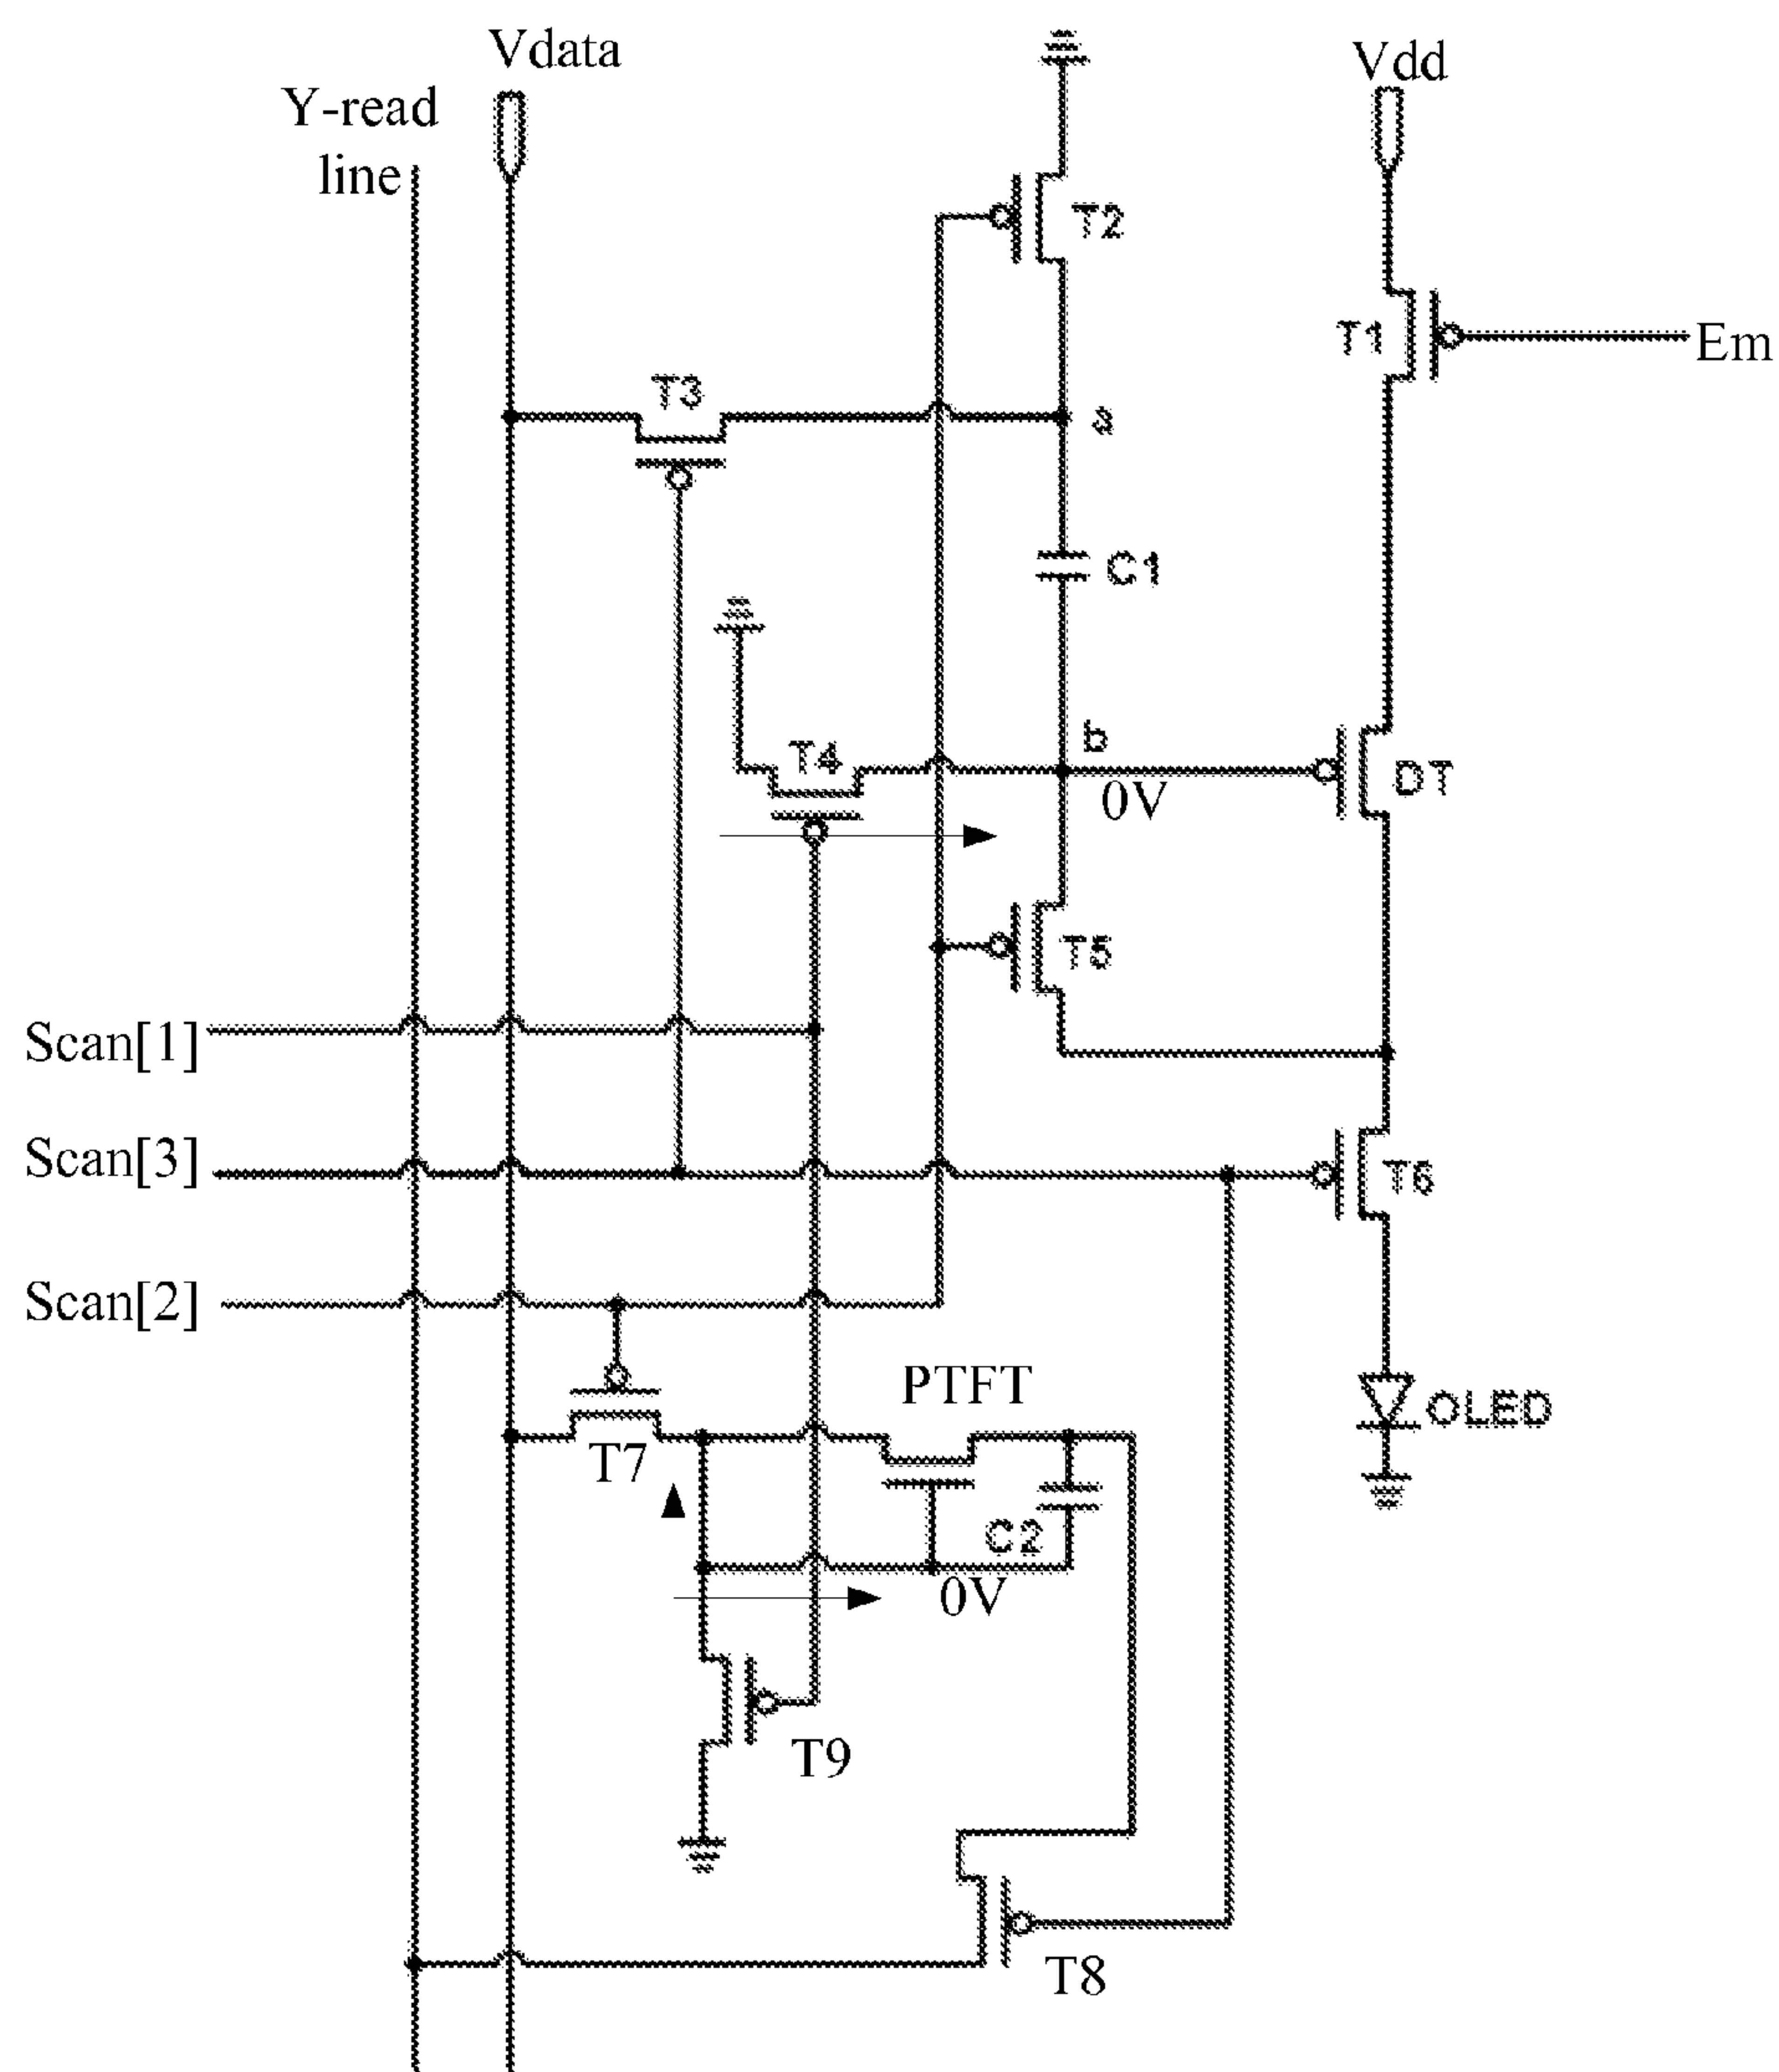 Vdata
Vdd
Y-read
line
T2
T1
Em
T3
a
C1
b
T4
0V
DT
T5
Scan[1]
Scan[3]
T6
Scan[2]
PTFT
OLED
T7
C2
0V
T9
T8